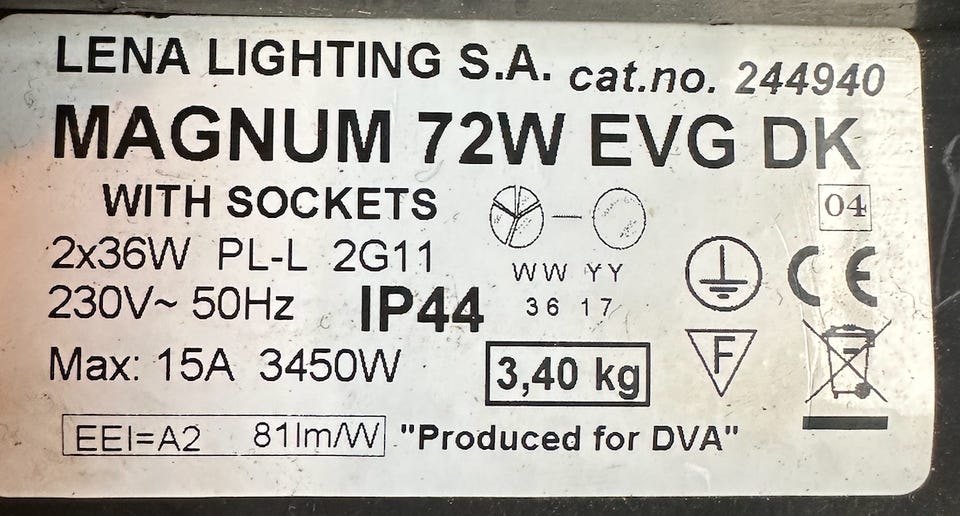 LENA LIGHTING S.A. cat.no. 244940
MAGNUM 72W EVG DK
WITH SOCKETS
04
2x36W PL-L 2G11
WW YY
230V~ 50Hz IP44
36 17
CE
F
Max: 15A 3450W
3,40 kg
EEI=A2 81lm/W "Produced for DVA"